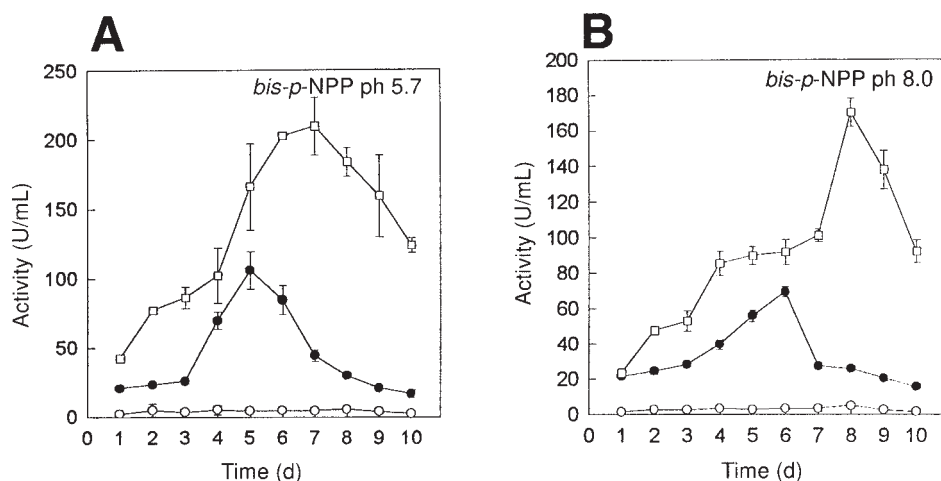 A
bis-p-NPP ph 5.7
Activity (U/mL)
250
200
150
100
50
0
0 1 2 3 4 5 6 7 8 9 10
Time (d)
B
bis-p-NPP ph 8.0
Activity (U/mL)
200
180
160
140
120
100
80
60
40
20
0
0 1 2 3 4 5 6 7 8 9 10
Time (d)